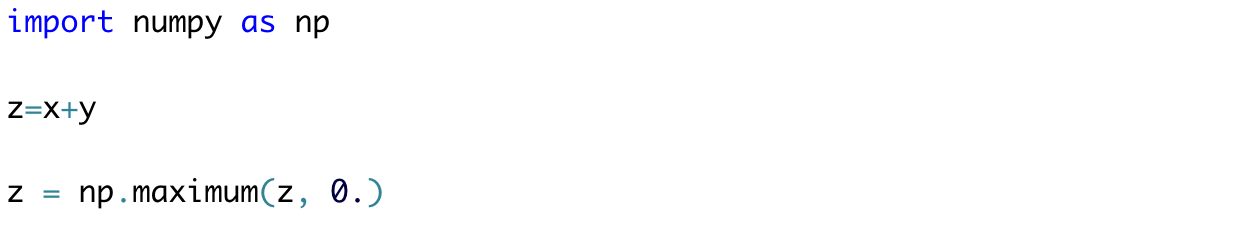 import numpy as np
z=x+y
z = np.maximum(z, 0.)